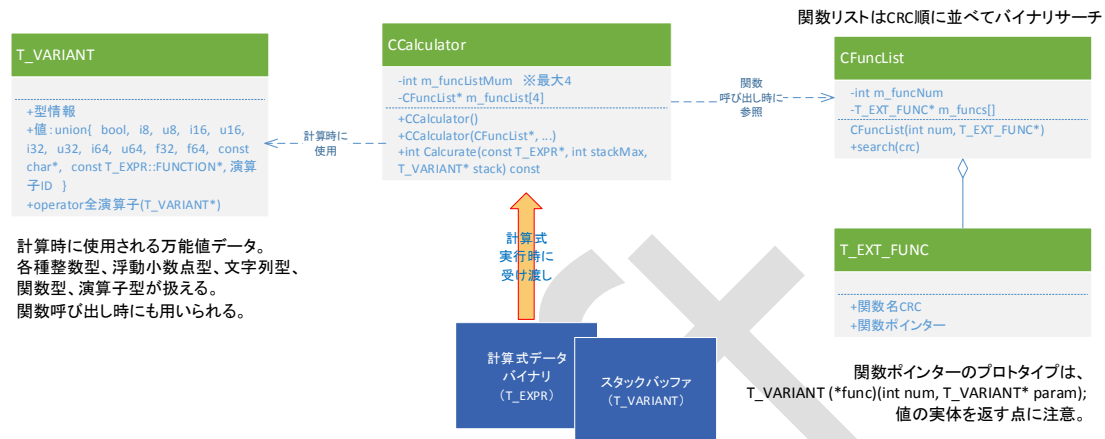 関数リストはCRC順に並べてバイナリサーチ
T_VARIANT
+型情報
+値：union{ bool, i8, u8, i16, u16,
i32, u32, i64, u64, f32, f64, const
char*, const T_EXPR::FUNCTION*, 演算
子ID }
+operator全演算子(T_VARIANT*)
計算時に使用される万能値データ。
各種整数型、浮動小数点型、文字列型、
関数型、演算子型が扱える。
関数呼び出し時にも用いられる。
計算時に
使用
CCalculator
-int m_funcListMum ※最大4
-CFuncList* m_funcList[4]
+CCalculator()
+CCalculator(CFuncList*, ...)
+int Calcurate(const T_EXPR*, int stackMax,
T_VARIANT* stack) const
関数
呼び出し時に
参照
CFuncList
-int m_funcNum
-T_EXT_FUNC* m_funcs[]
CFuncList(int num, T_EXT_FUNC*)
+search(crc)
計算式
実行時に
受け渡し
計算式データ
バイナリ
（T_EXPR）
スタックバッファ
（T_VARIANT）
T_EXT_FUNC
+関数名CRC
+関数ポインター
関数ポインターのプロトタイプは、
T_VARIANT (*func)(int num, T_VARIANT* param);
値の実体を返す点に注意。